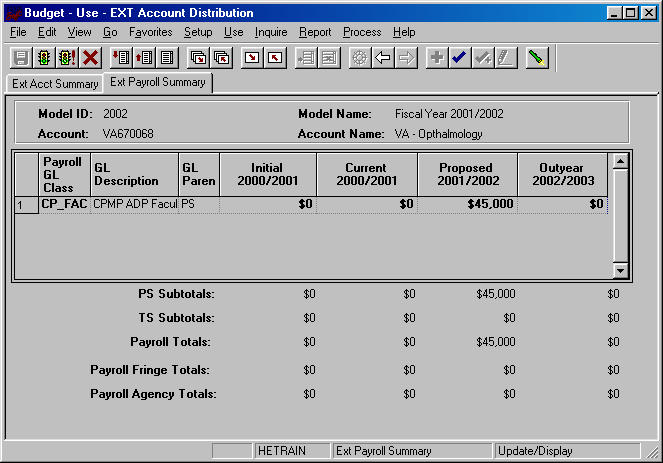 Budget - Use - EXT Account Distribution
File Edit View Go Favorites Setup Use Inquire Report Process Help
Ext Acct Summary Ext Payroll Summary
Model ID: 2002 Model Name: Fiscal Year 2001/2002
Account: VA670068 Account Name: VA - Opthalmology
Payroll GL Class GL Description GL Paren Initial 2000/2001 Current 2000/2001 Proposed 2001/2002 Outyear 2002/2003
1 CP_FAC CPMP ADP Facul PS $0 $0 $45,000 $0
PS Subtotals: $0 $0 $45,000 $0
TS Subtotals: $0 $0 $0 $0
Payroll Totals: $0 $0 $45,000 $0
Payroll Fringe Totals: $0 $0 $0 $0
Payroll Agency Totals: $0 $0 $0 $0
HETRAIN Ext Payroll Summary Update/Display